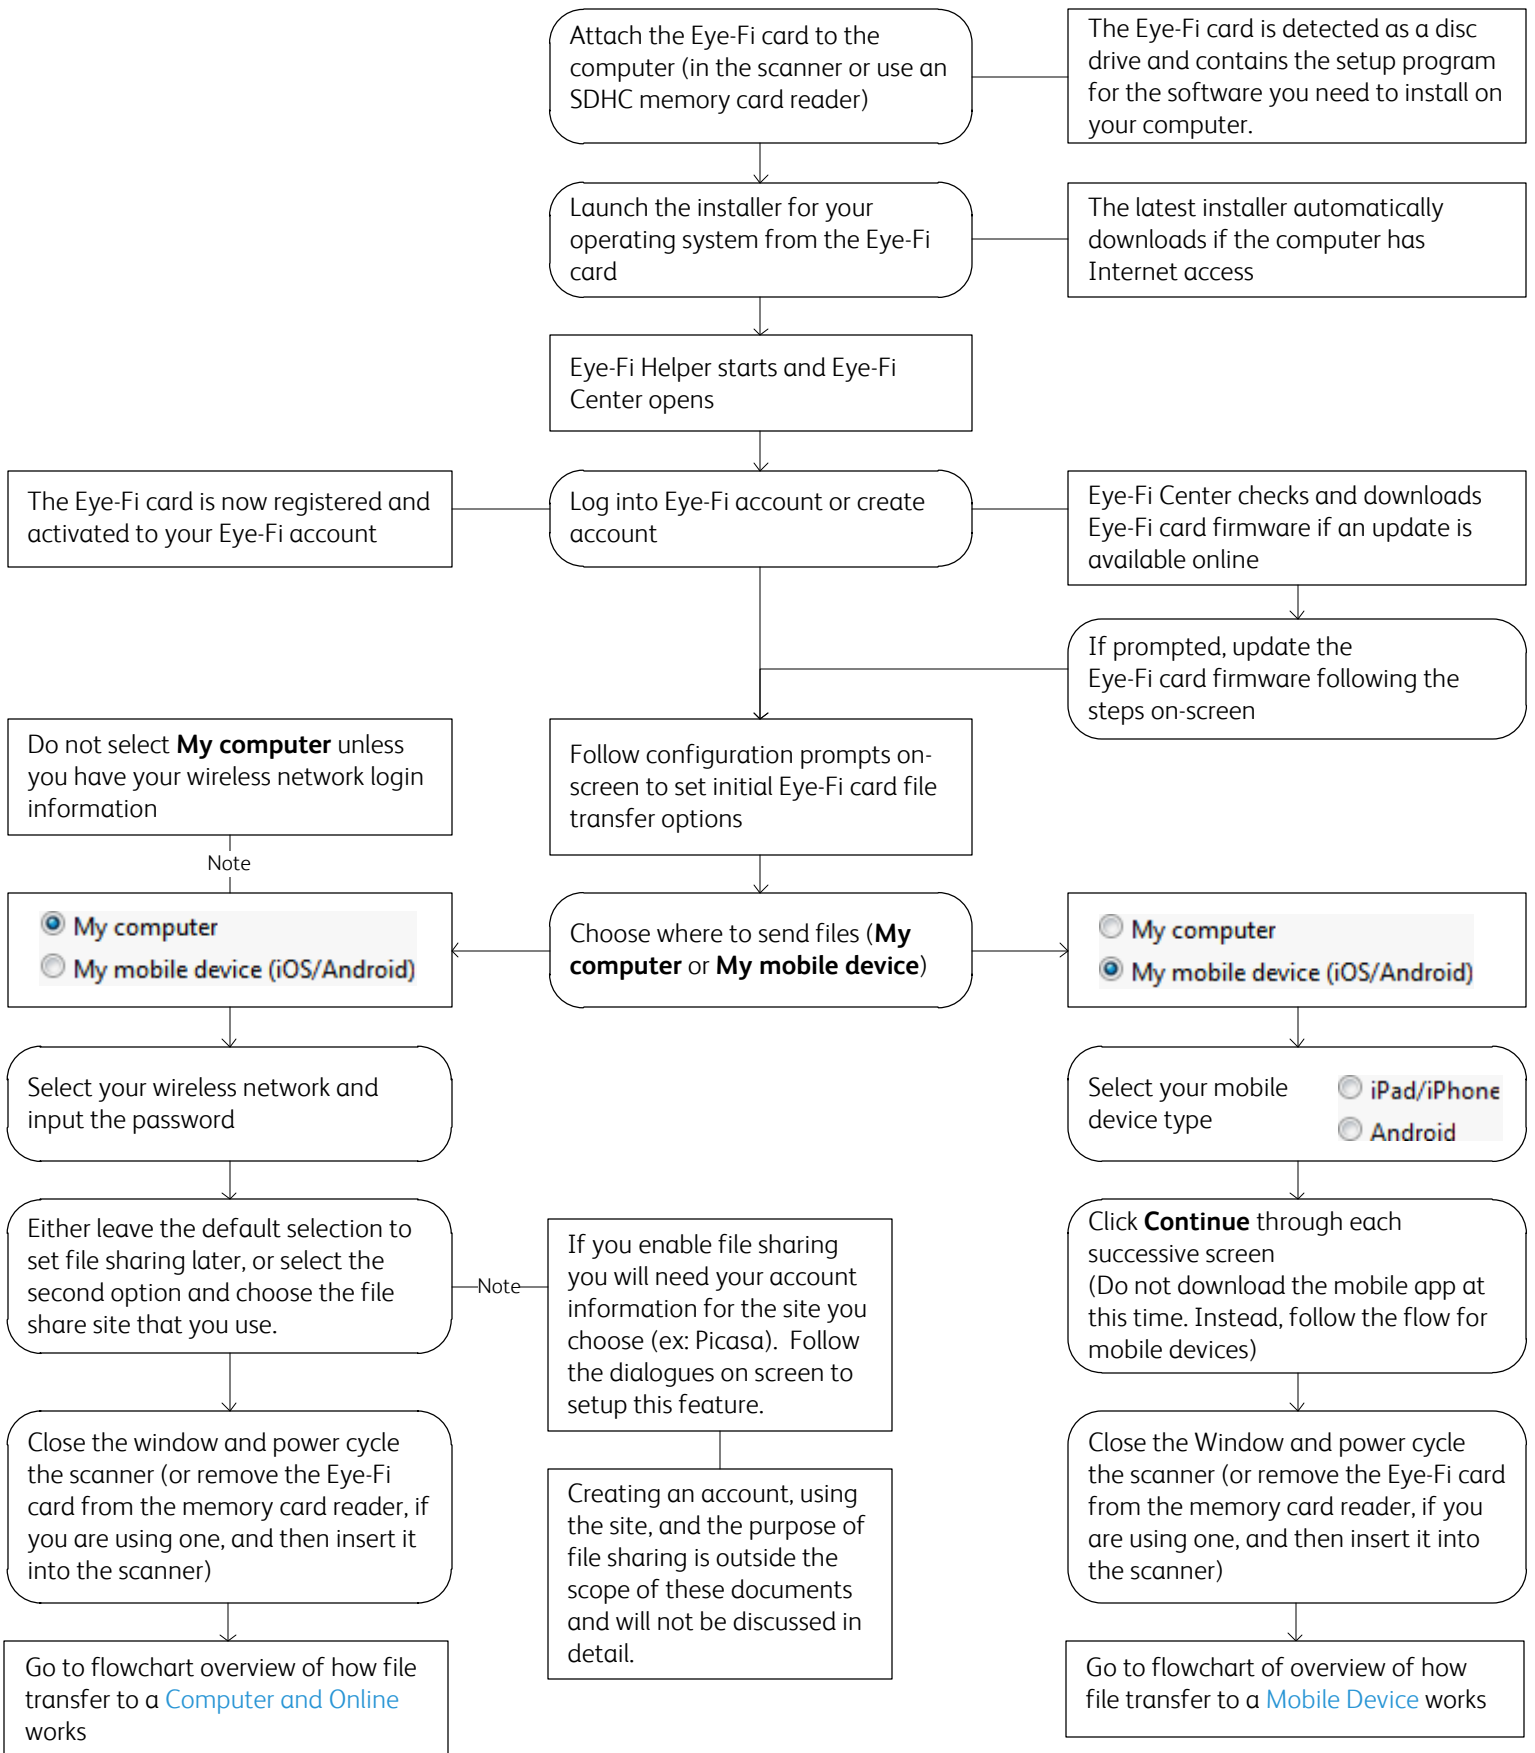 Attach the Eye-Fi card to the
computer (in the scanner or use an
SDHC memory card reader)
The Eye-Fi card is detected as a disc
drive and contains the setup program
for the software you need to install on
your computer.
Launch the installer for your
operating system from the Eye-Fi
card
The latest installer automatically
downloads if the computer has
Internet access
Eye-Fi Helper starts and Eye-Fi
Center opens
The Eye-Fi card is now registered and
activated to your Eye-Fi account
Log into Eye-Fi account or create
account
Eye-Fi Center checks and downloads
Eye-Fi card firmware if an update is
available online
If prompted, update the
Eye-Fi card firmware following the
steps on-screen
Do not select My computer unless
you have your wireless network login
information
Note
Follow configuration prompts on-
screen to set initial Eye-Fi card file
transfer options
My computer
My mobile device (iOS/Android)
Choose where to send files (My
computer or My mobile device)
My computer
My mobile device (iOS/Android)
Select your wireless network and
input the password
Select your mobile
device type
iPad/iPhone
Android
Either leave the default selection to
set file sharing later, or select the
second option and choose the file
share site that you use.
Note
If you enable file sharing
you will need your account
information for the site you
choose (ex: Picasa).  Follow
the dialogues on screen to
setup this feature.
Click Continue through each
successive screen
(Do not download the mobile app at
this time. Instead, follow the flow for
mobile devices)
Close the window and power cycle
the scanner (or remove the Eye-Fi
card from the memory card reader, if
you are using one, and then insert it
into the scanner)
Creating an account, using
the site, and the purpose of
file sharing is outside the
scope of these documents
and will not be discussed in
detail.
Close the Window and power cycle
the scanner (or remove the Eye-Fi card
from the memory card reader, if you
are using one, and then insert it into
the scanner)
Go to flowchart overview of how file
transfer to a Computer and Online
works
Go to flowchart of overview of how
file transfer to a Mobile Device works